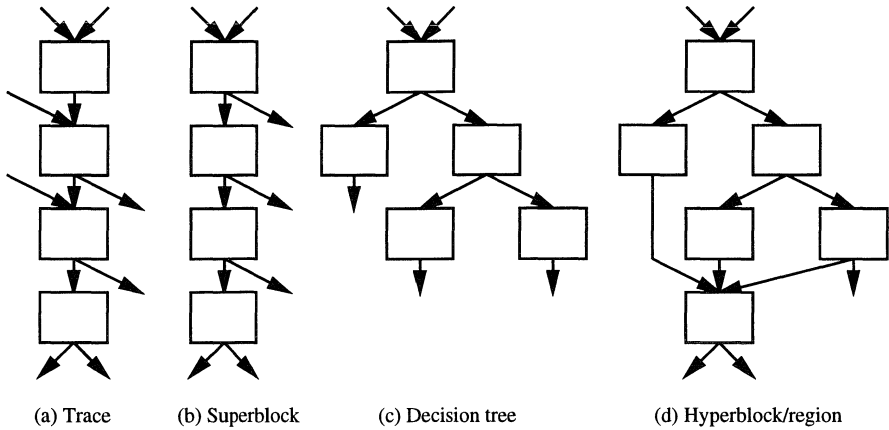 (a) Trace
(b) Superblock
(c) Decision tree
(d) Hyperblock/region